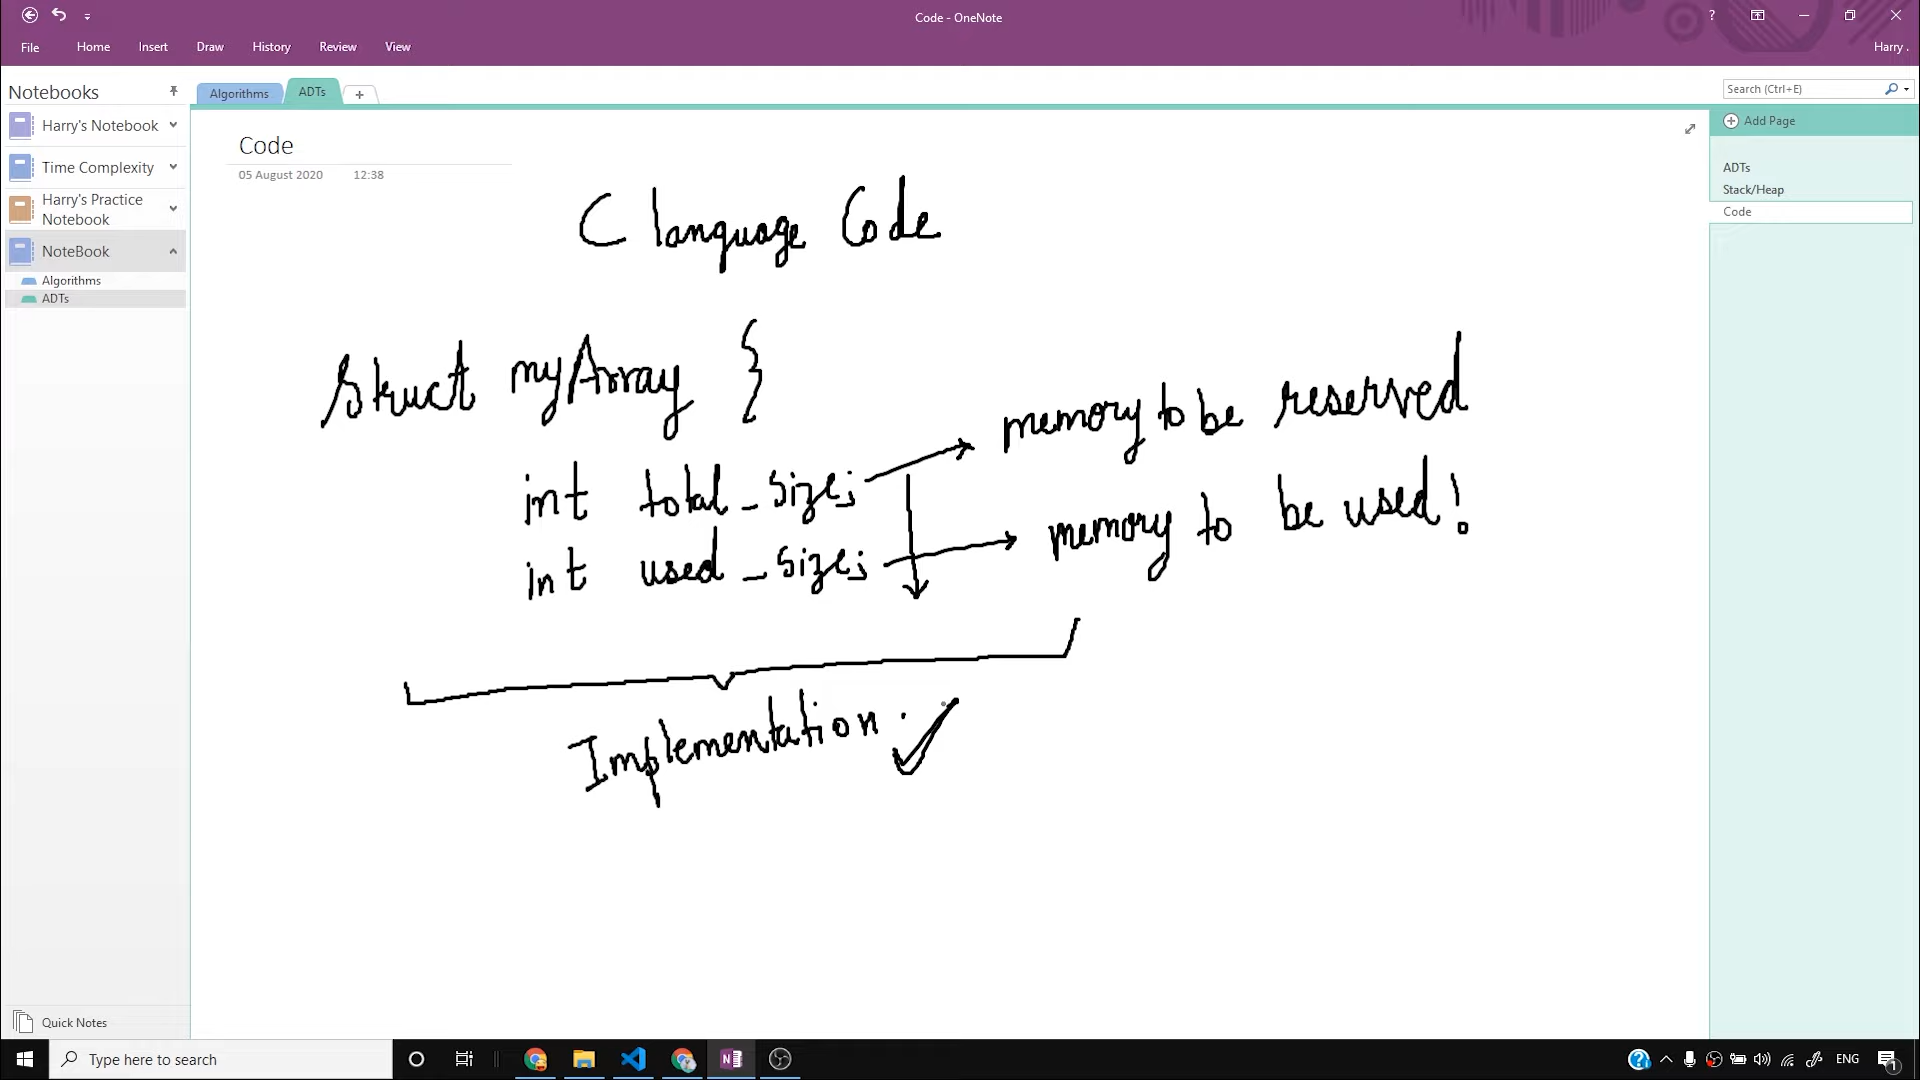 Code - OneNote
?
File Home Insert Draw History Review View
Harry .
Notebooks
Algorithms ADTs +
Search (Ctrl+E)
Harry's Notebook
Time Complexity
Harry's Practice
Notebook
NoteBook
Algorithms
ADTs
Quick Notes
Code
05 August 2020 12:38
C language Code
Struct myArray }
int total_size; memory to be reserved
int used_size; memory to be used!
Implementation.
Add Page
ADTs
Stack/Heap
Code
Type here to search
ENG
1